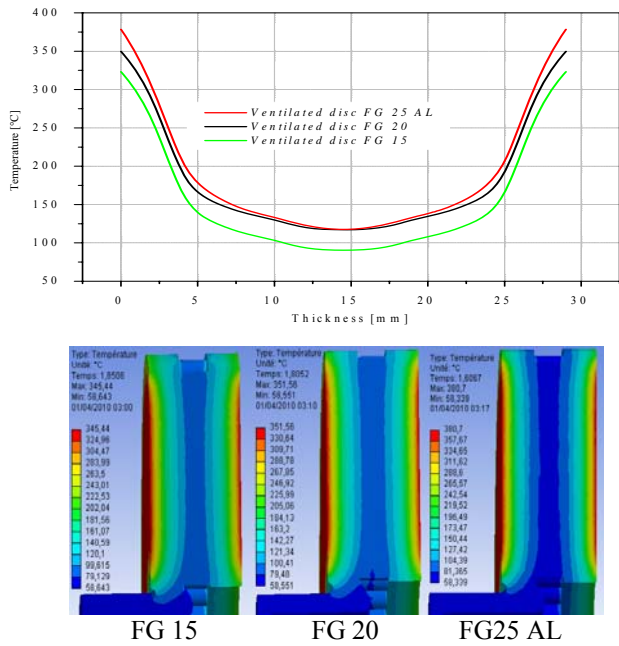 400
350
300
250
200
150
100
50
Temperature [°C]
Ventilated disc FG 25 AL
Ventilated disc FG 20
Ventilated disc FG 15
0 5 10 15 20 25 30
Thickness [mm]
Type: Température
Unité: °C
Temps: 1,8508
Max: 345,44
Min: 58,643
01/04/2010 03:00
345,44
324,96
304,47
283,99
263,5
243,01
222,53
202,04
181,56
161,07
140,59
120,1
99,615
79,129
58,643
Type: Température
Unité: °C
Temps: 1,8052
Max: 351,56
Min: 58,551
01/04/2010 03:10
351,56
330,64
309,71
288,78
267,85
246,92
225,99
205,06
184,13
163,2
142,27
121,34
100,41
79,48
58,551
Type: Température
Unité: °C
Temps: 1,6067
Max: 380,7
Min: 58,339
01/04/2010 03:17
380,7
357,67
334,65
311,62
288,6
265,57
242,54
219,52
196,49
173,47
150,44
127,42
104,39
81,365
58,339
FG 15 FG 20 FG25 AL